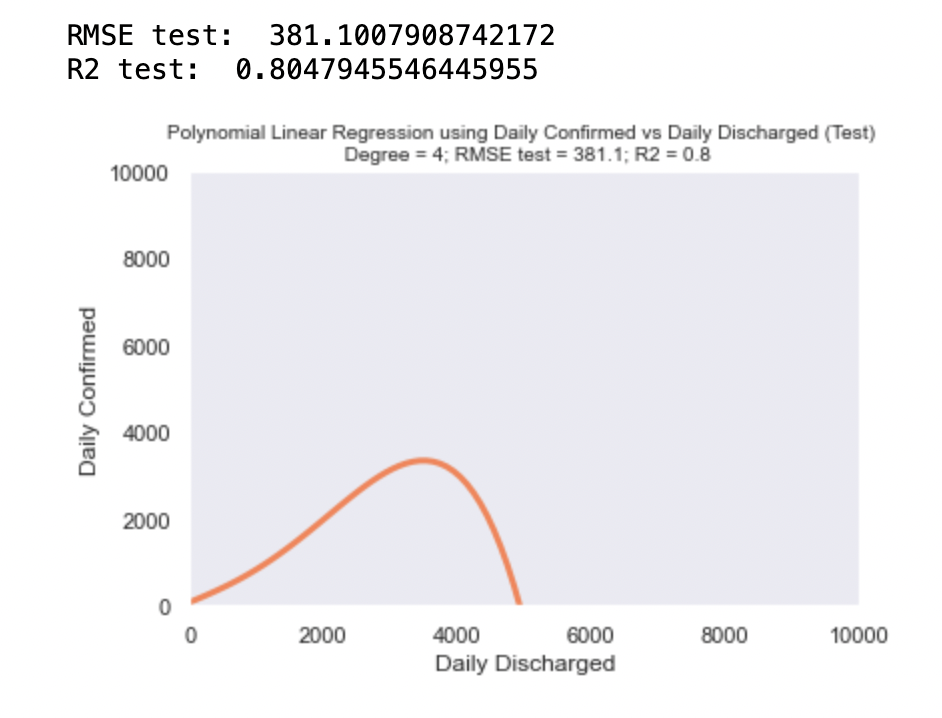 RMSE test:  381.1007908742172
R2 test:  0.8047945546445955
Polynomial Linear Regression using Daily Confirmed vs Daily Discharged (Test)
Degree = 4; RMSE test = 381.1; R2 = 0.8
10000
8000
6000
4000
2000
0
Daily Confirmed
0 2000 4000 6000 8000 10000
Daily Discharged